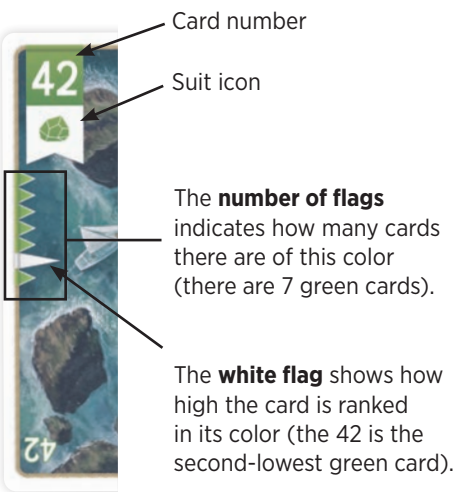 Card number
42
Suit icon
The number of flags
indicates how many cards
there are of this color
(there are 7 green cards).
The white flag shows how
high the card is ranked
in its color (the 42 is the
second-lowest green card).
42